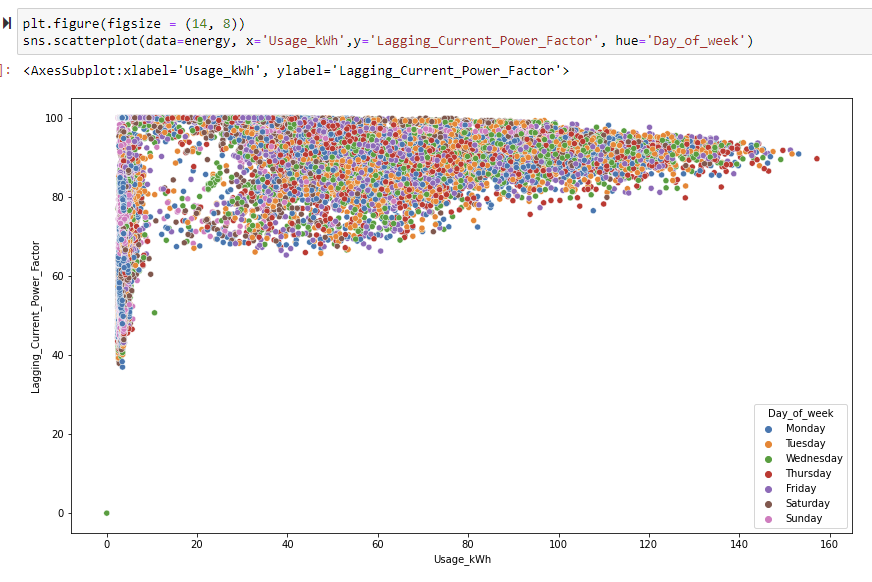 plt.figure(figsize = (14, 8))
sns.scatterplot(data=energy, x='Usage_kWh',y='Lagging_Current_Power_Factor', hue='Day_of_week')
]: <AxesSubplot:xlabel='Usage_kWh', ylabel='Lagging_Current_Power_Factor'>
100
80
60
40
20
0
Lagging_Current_Power_Factor
Day_of_week
Monday
Tuesday
Wednesday
Thursday
Friday
Saturday
Sunday
0 20 40 60 80 100 120 140 160
Usage_kWh